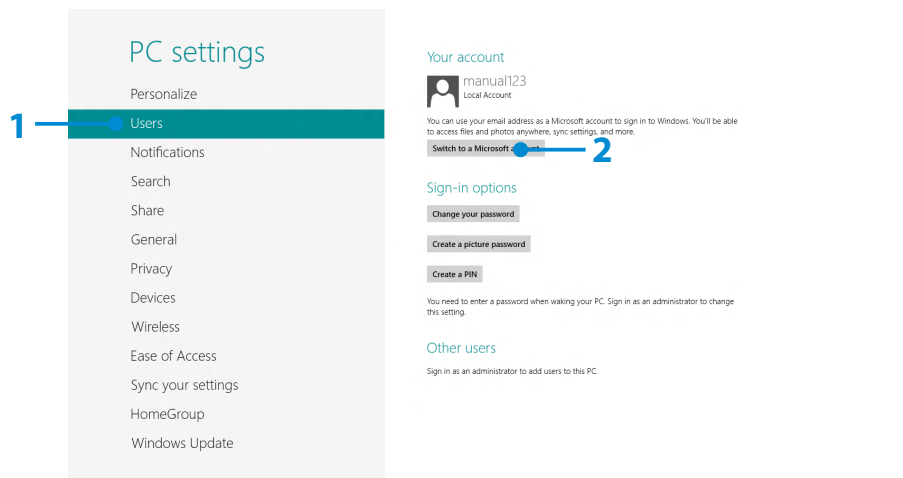 PC settings
Personalize
1
Users
Notifications
Search
Share
General
Privacy
Devices
Wireless
Ease of Access
Sync your settings
HomeGroup
Windows Update
Your account
manual123
Local Account
You can use your email address as a Microsoft account to sign in to Windows. You'll be able
to access files and photos anywhere, sync settings, and more.
Switch to a Microsoft
2
Sign-in options
Change your password
Create a picture password
Create a PIN
You need to enter a password when waking your PC. Sign in as an administrator to change
this setting.
Other users
Sign in as an administrator to add users to this PC.